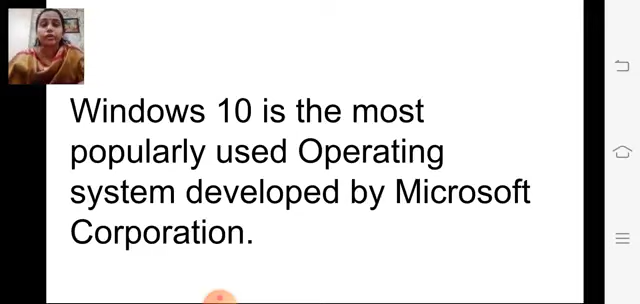 Windows 10 is the most
popularly used Operating
system developed by Microsoft
Corporation.